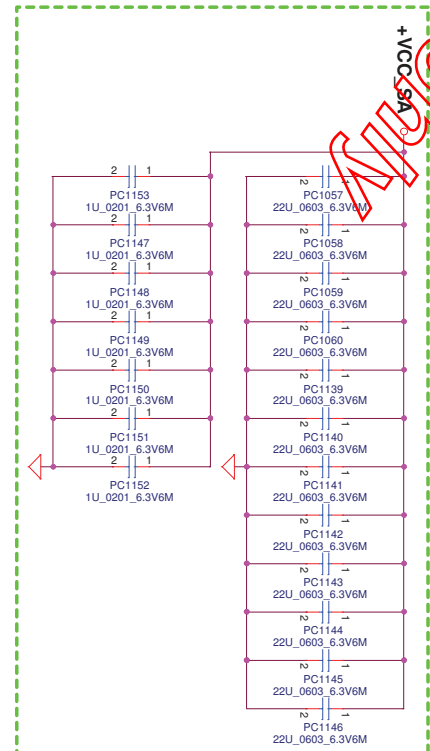 +VCC_SA
2 1
PC1153
1U_0201_6.3V6M
2 1
PC1147
1U_0201_6.3V6M
2 1
PC1148
1U_0201_6.3V6M
2 1
PC1149
1U_0201_6.3V6M
2 1
PC1150
1U_0201_6.3V6M
2 1
PC1151
1U_0201_6.3V6M
2 1
PC1152
1U_0201_6.3V6M
2 1
PC1057
22U_0603_6.3V6M
2 1
PC1058
22U_0603_6.3V6M
2 1
PC1059
22U_0603_6.3V6M
2 1
PC1060
22U_0603_6.3V6M
2 1
PC1139
22U_0603_6.3V6M
2 1
PC1140
22U_0603_6.3V6M
2 1
PC1141
22U_0603_6.3V6M
2 1
PC1142
22U_0603_6.3V6M
2 1
PC1143
22U_0603_6.3V6M
2 1
PC1144
22U_0603_6.3V6M
2 1
PC1145
22U_0603_6.3V6M
2 1
PC1146
22U_0603_6.3V6M